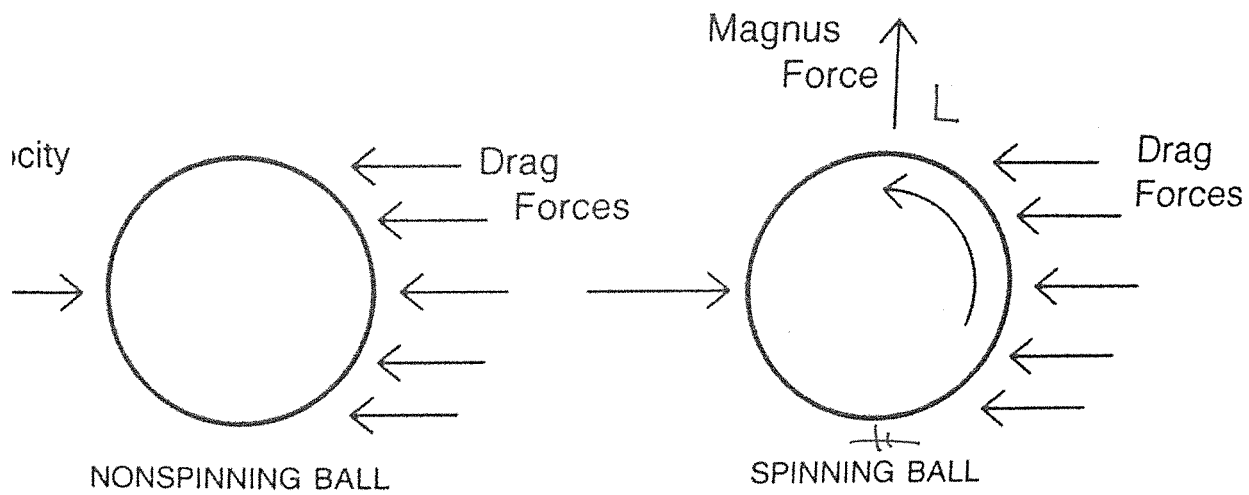 Magnus
Force
L
ocity
Drag
Forces
Drag
Forces
NONSPINNING BALL
SPINNING BALL